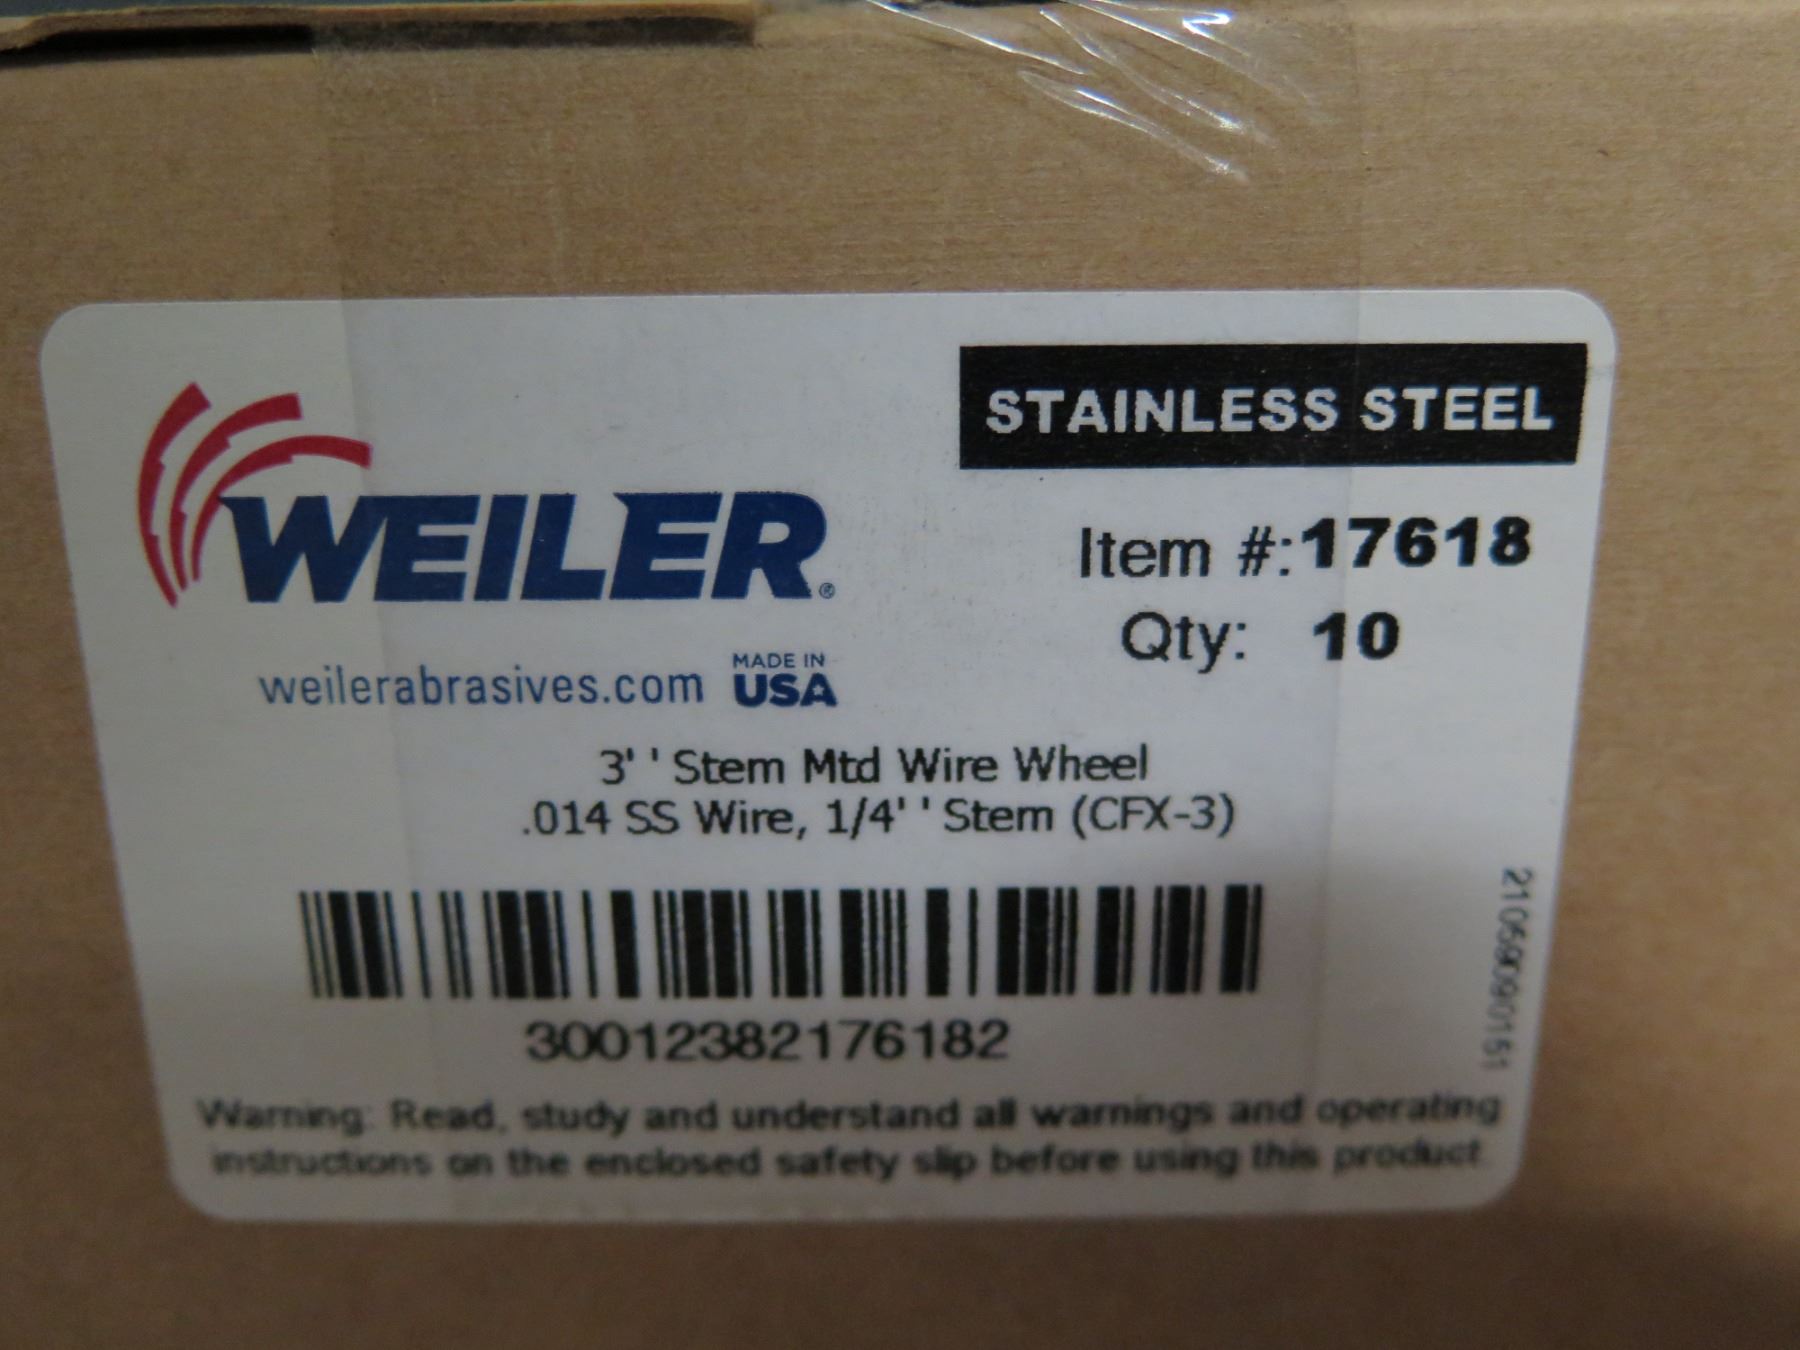 STAINLESS STEEL
WEILER®
Item #:17618
Qty: 10
weilerabrasives.com
MADE IN
USA
3'' Stem Mtd Wire Wheel
.014 SS Wire, 1/4'' Stem (CFX-3)
30012382176182
Warning: Read, study and understand all warnings and operating
instructions on the enclosed safety slip before using this product.